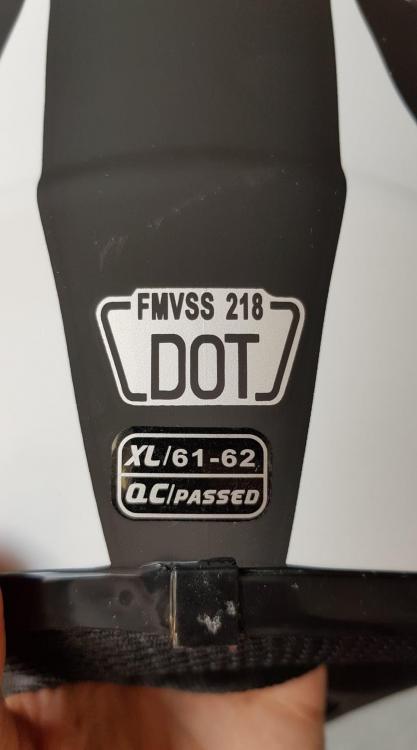 FMVSS 218
DOT
XL/61-62
QC/PASSED